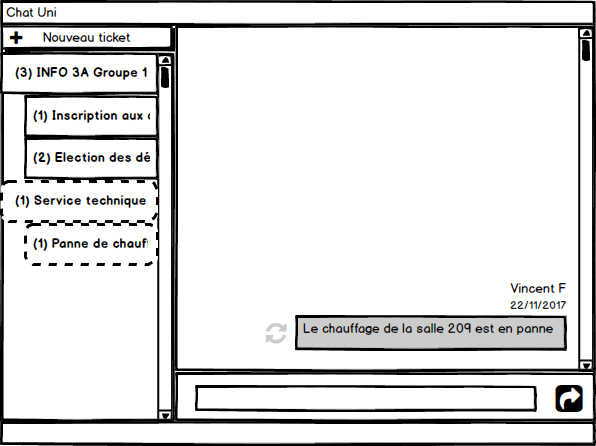 Chat Uni
Nouveau ticket
(3) INFO 3A Groupe 1
(1) Inscription aux
(2) Election des dé
(1) Service technique
(1) Panne de chauf
Vincent F
22/11/2017
Le chauffage de la salle 209 est en panne